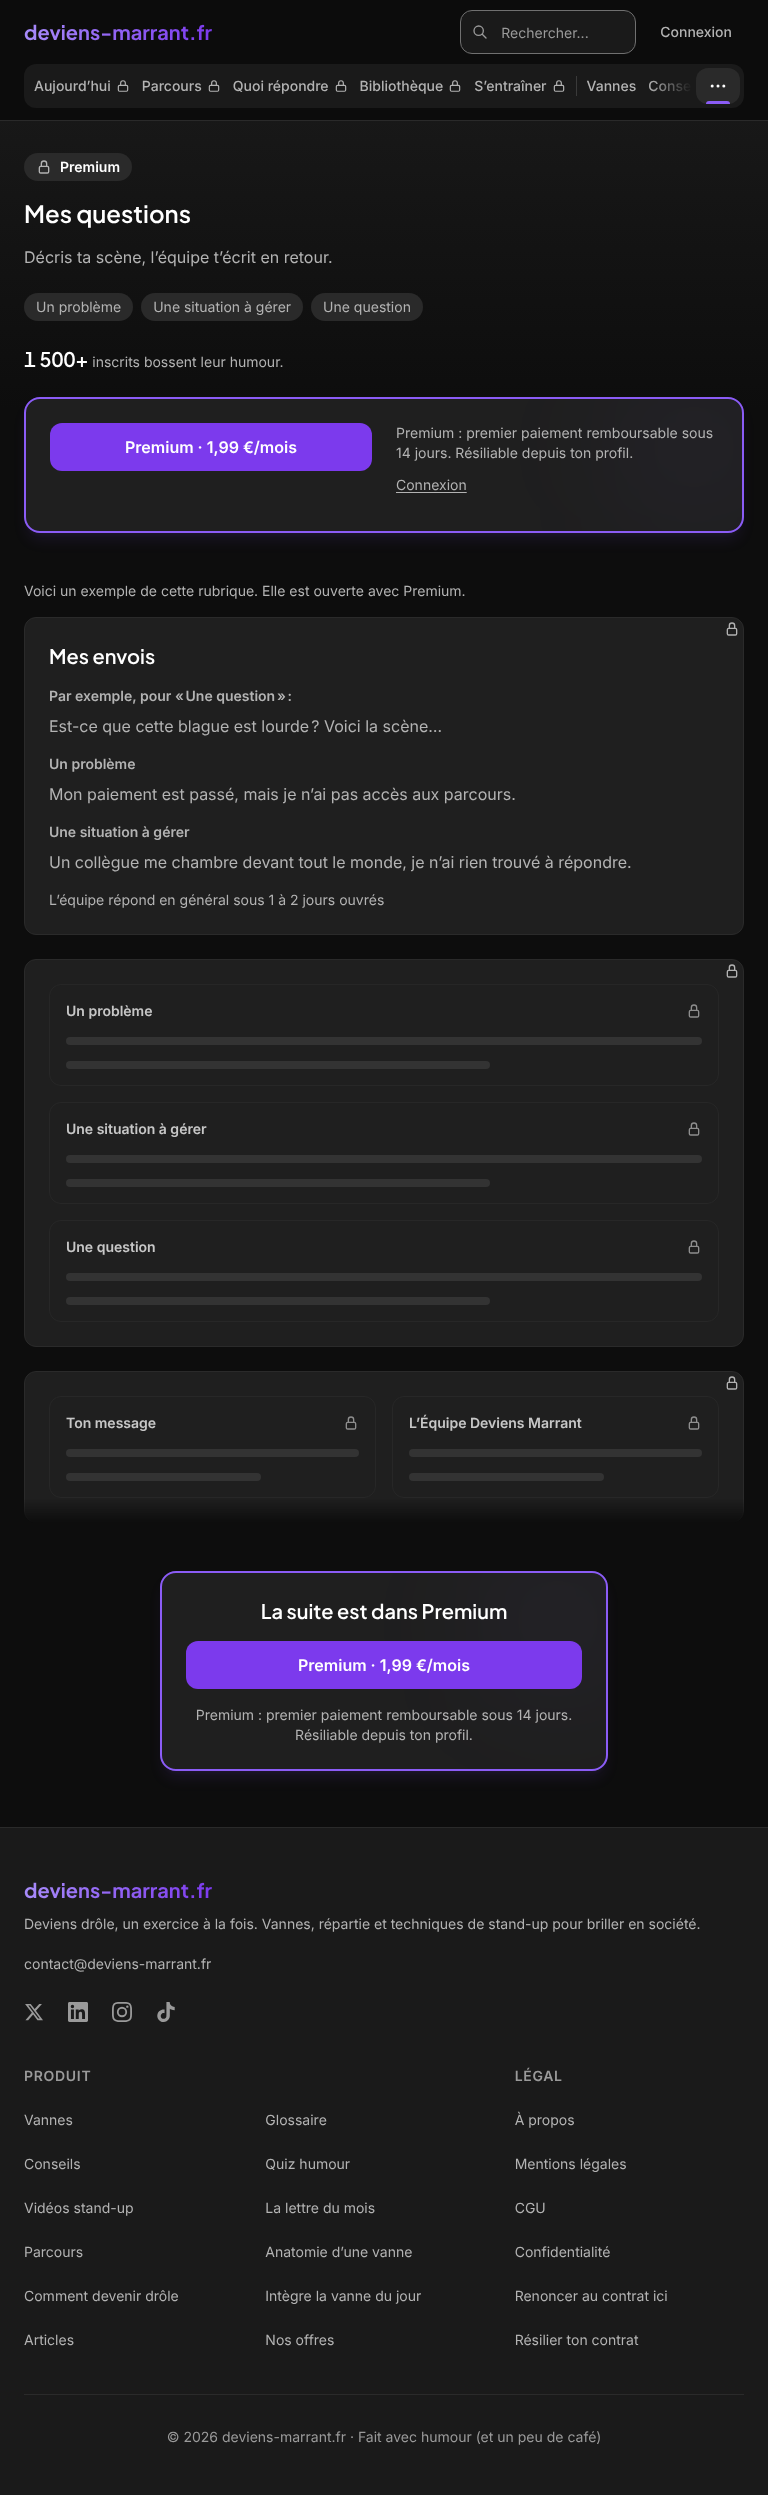 deviens-marrant.fr
Rechercher...
Connexion
Aujourd’hui
Parcours
Quoi répondre
Bibliothèque
S’entraîner
Vannes
Premium
Mes questions
Décris ta scène, l’équipe t’écrit en retour.
Un problème
Une situation à gérer
Une question
1 500+ inscrits bossent leur humour.
Premium · 1,99 €/mois
Premium : premier paiement remboursable sous
14 jours. Résiliable depuis ton profil.
Connexion
Voici un exemple de cette rubrique. Elle est ouverte avec Premium.
Mes envois
Par exemple, pour « Une question » :
Est-ce que cette blague est lourde ? Voici la scène…
Un problème
Mon paiement est passé, mais je n’ai pas accès aux parcours.
Une situation à gérer
Un collègue me chambre devant tout le monde, je n’ai rien trouvé à répondre.
L’équipe répond en général sous 1 à 2 jours ouvrés
Un problème
Une situation à gérer
Une question
Ton message
L’Équipe Deviens Marrant
La suite est dans Premium
Premium · 1,99 €/mois
Premium : premier paiement remboursable sous 14 jours.
Résiliable depuis ton profil.
deviens-marrant.fr
Deviens drôle, un exercice à la fois. Vannes, répartie et techniques de stand-up pour briller en société.
contact@deviens-marrant.fr
PRODUIT
Vannes
Conseils
Vidéos stand-up
Parcours
Comment devenir drôle
Articles
Glossaire
Quiz humour
La lettre du mois
Anatomie d’une vanne
Intègre la vanne du jour
Nos offres
LÉGAL
À propos
Mentions légales
CGU
Confidentialité
Renoncer au contrat ici
Résilier ton contrat
© 2026 deviens-marrant.fr · Fait avec humour (et un peu de café)